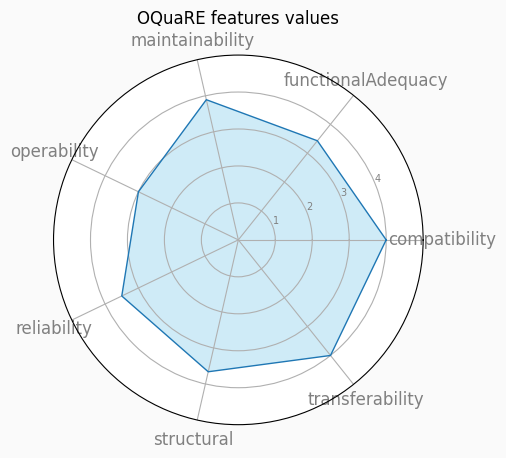 OQuaRE features values
maintainability
functionalAdequacy
operability
4
3
2
1
compatibility
reliability
transferability
structural